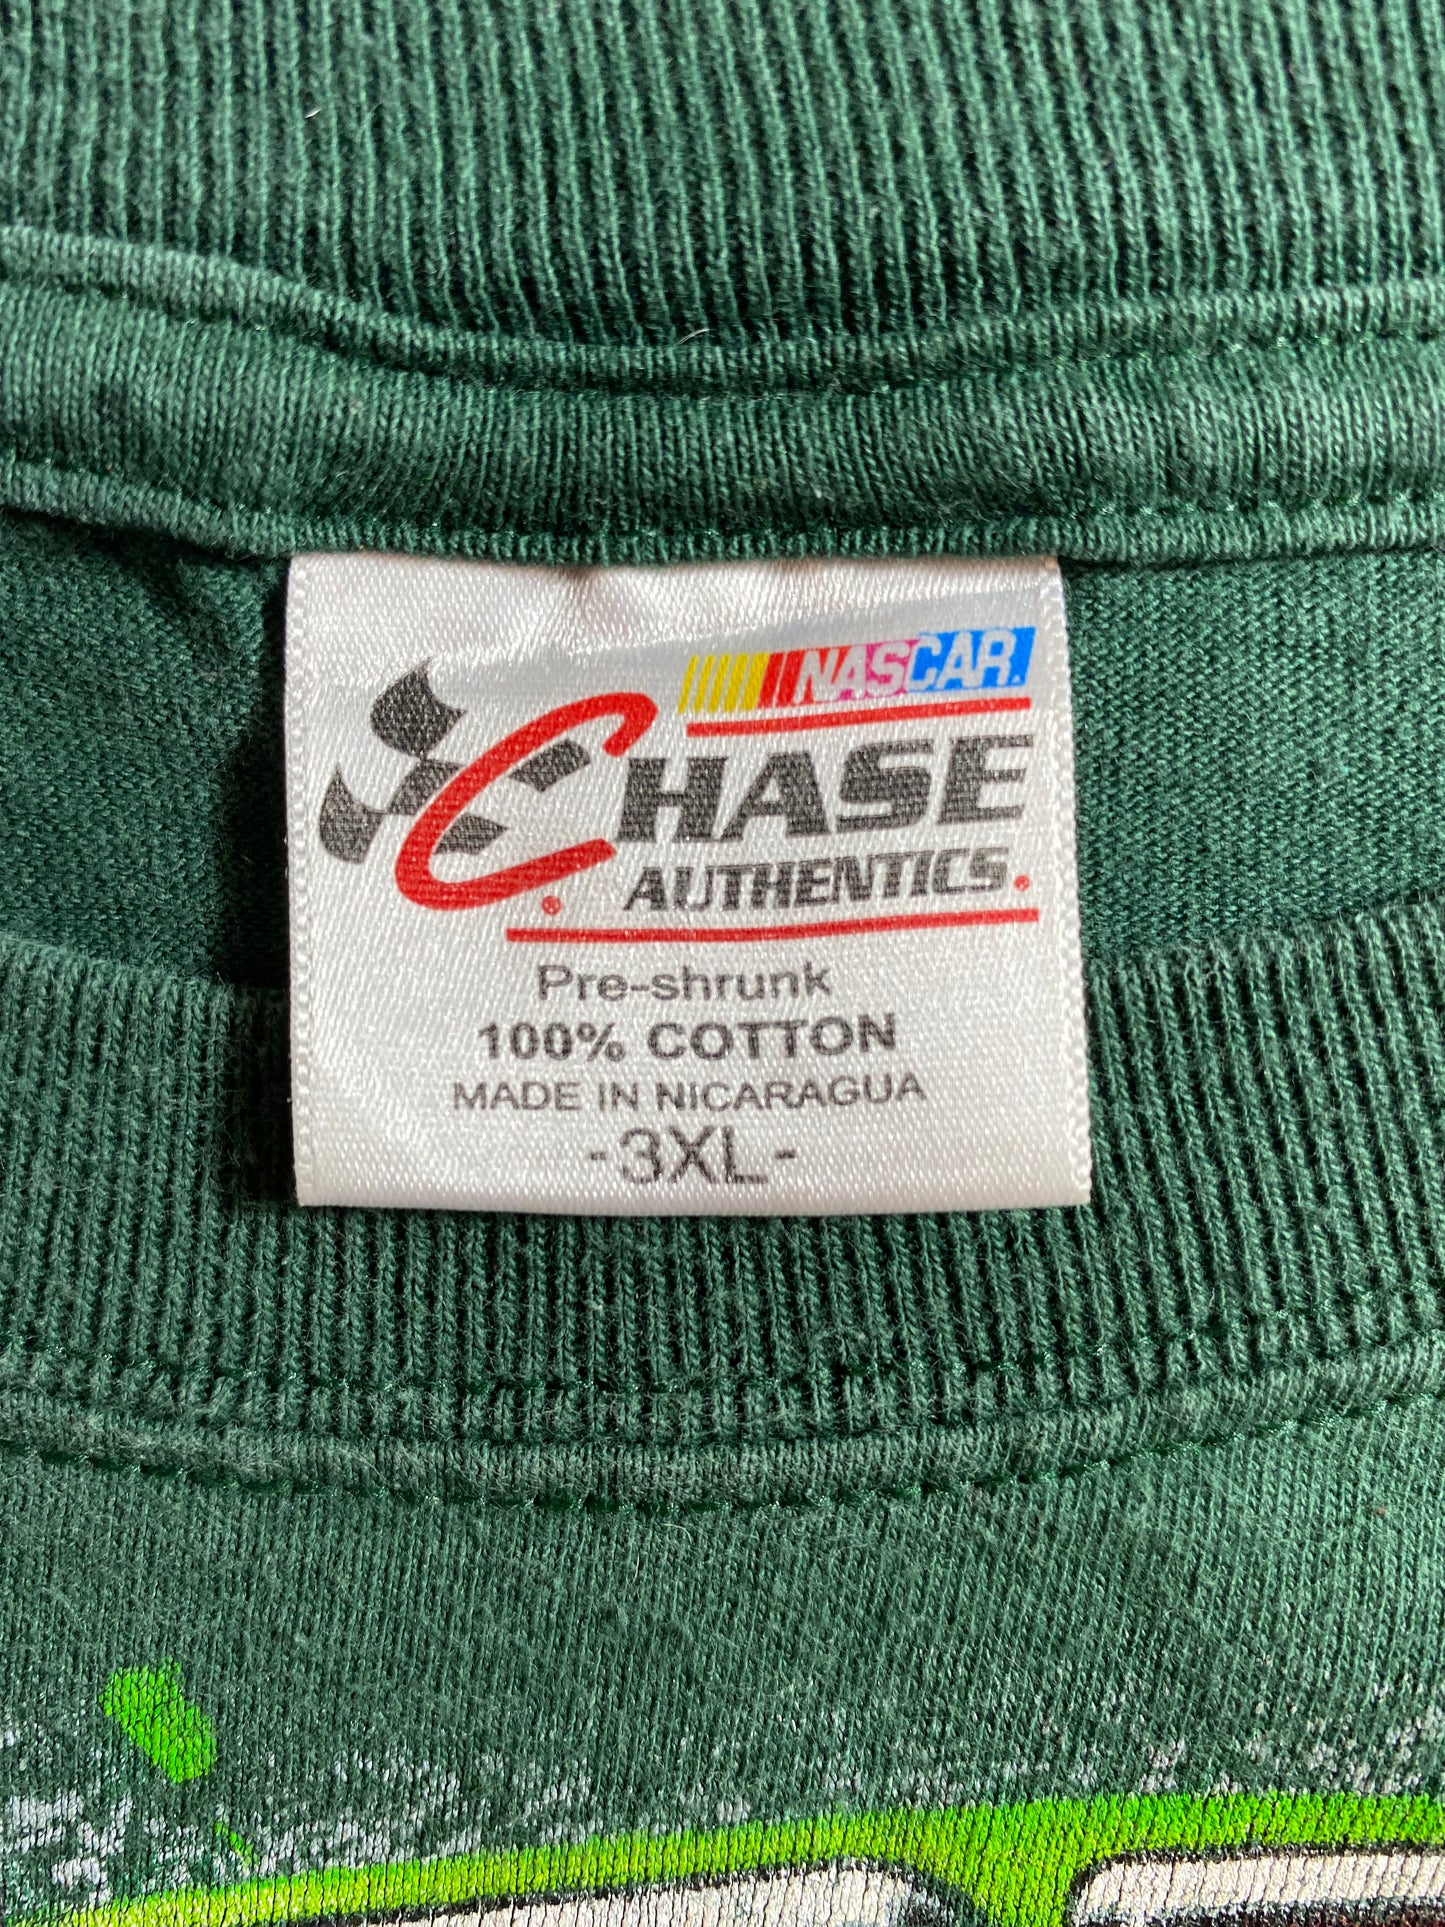 NASCAR.
CHASE
AUTHENTICS.®
Pre-shrunk
100% COTTON
MADE IN NICARAGUA
-3XL-